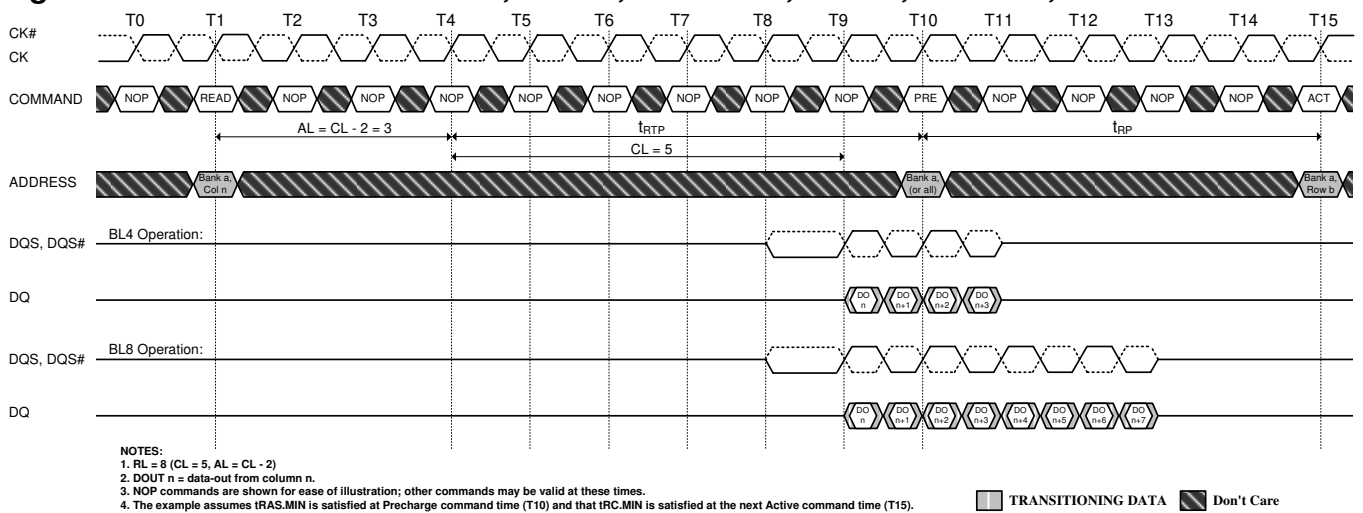 T0 T1 T2 T3 T4 T5 T6 T7 T8 T9 T10 T11 T12 T13 T14 T15
CK#
CK
COMMAND NOP READ NOP NOP NOP NOP NOP NOP NOP NOP PRE NOP NOP NOP NOP ACT
AL = CL - 2 = 3 tRTP tRP
CL = 5
ADDRESS Bank a, Col n Bank a, (or all) Bank a, Row b
BL4 Operation:
DQS, DQS#
DQ DO n DO n+1 DO n+2 DO n+3
BL8 Operation:
DQS, DQS#
DQ DO n DO n+1 DO n+2 DO n+3 DO n+4 DO n+5 DO n+6 DO n+7
NOTES:
1. RL = 8 (CL = 5, AL = CL - 2)
2. DOUT n = data-out from column n.
3. NOP commands are shown for ease of illustration; other commands may be valid at these times.
4. The example assumes tRAS.MIN is satisfied at Precharge command time (T10) and that tRC.MIN is satisfied at the next Active command time (T15).
TRANSITIONING DATA Don't Care